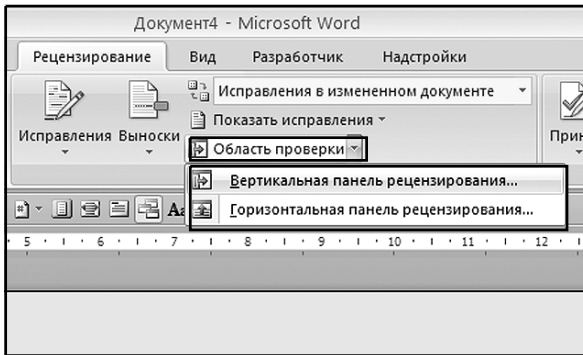 Документ4 - Microsoft Word
Рецензирование Вид Разработчик Надстройки
Исправления в измененном документе
Показать исправления
Исправления Выноски
Область проверки
Вертикальная панель рецензирования...
Горизонтальная панель рецензирования...
5 6 7 8 9 10 11 12